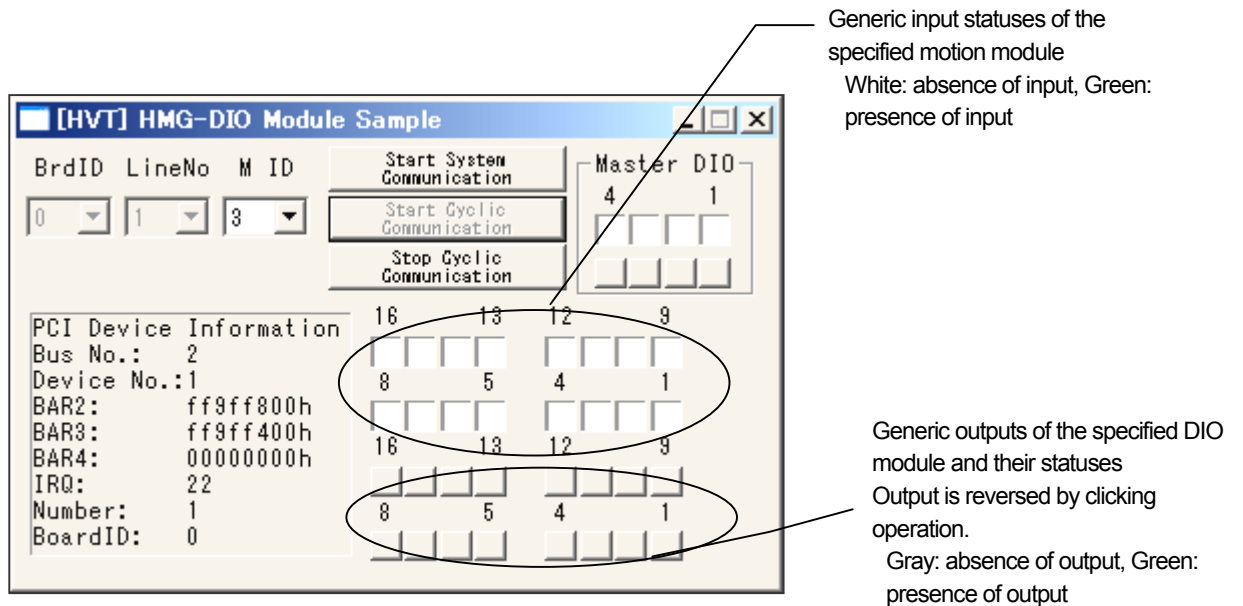 Generic input statuses of the
specified motion module
White: absence of input, Green:
presence of input
[HVT] HMG-DIO Module Sample
BrdID LineNo M ID
0 1 3
Start System
Communication
Start Cyclic
Communication
Stop Cyclic
Communication
Master DIO
4 1
PCI Device Information
Bus No.: 2
Device No.:1
BAR2: ff9ff800h
BAR3: ff9ff400h
BAR4: 00000000h
IRQ: 22
Number: 1
BoardID: 0
16 13 12 9
8 5 4 1
16 13 12 9
8 5 4 1
Generic outputs of the specified DIO
module and their statuses
Output is reversed by clicking
operation.
Gray: absence of output, Green:
presence of output